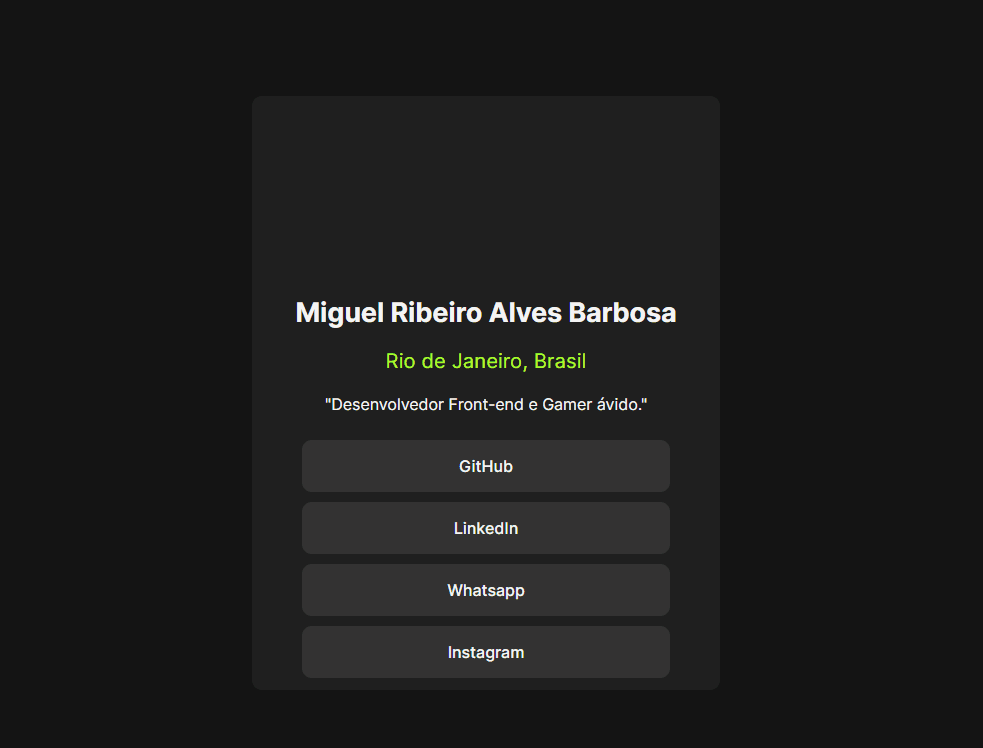 Miguel Ribeiro Alves Barbosa
Rio de Janeiro, Brasil
"Desenvolvedor Front-end e Gamer ávido."
GitHub
LinkedIn
Whatsapp
Instagram